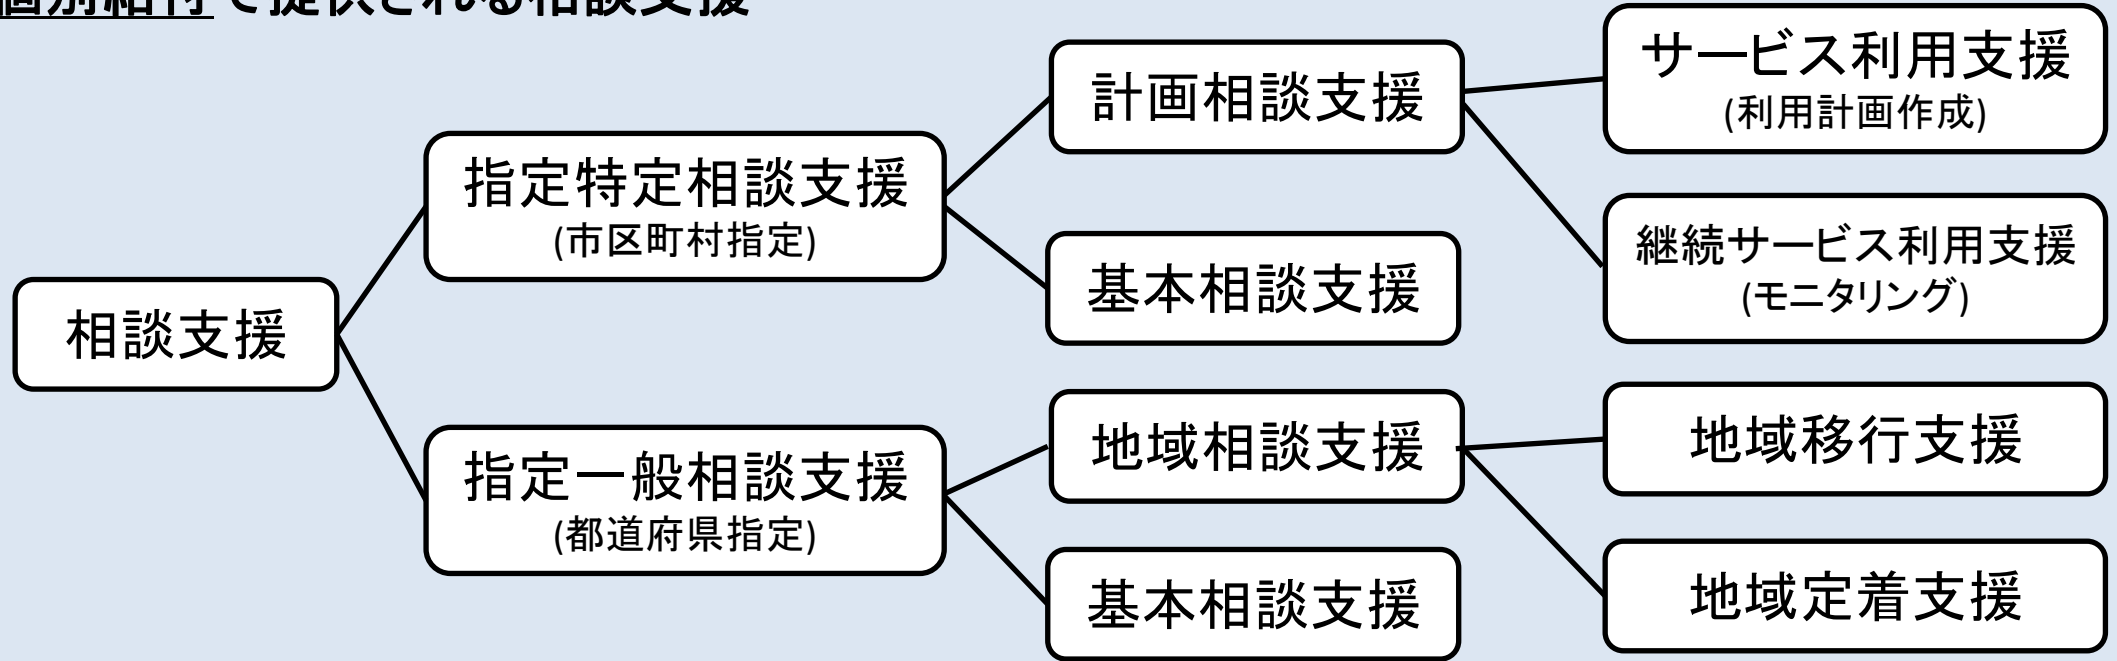 個別給付で提供される相談支援
相談支援
指定特定相談支援
(市区町村指定)
計画相談支援
サービス利用支援
(利用計画作成)
継続サービス利用支援
(モニタリング)
基本相談支援
指定一般相談支援
(都道府県指定)
地域相談支援
地域移行支援
地域定着支援
基本相談支援